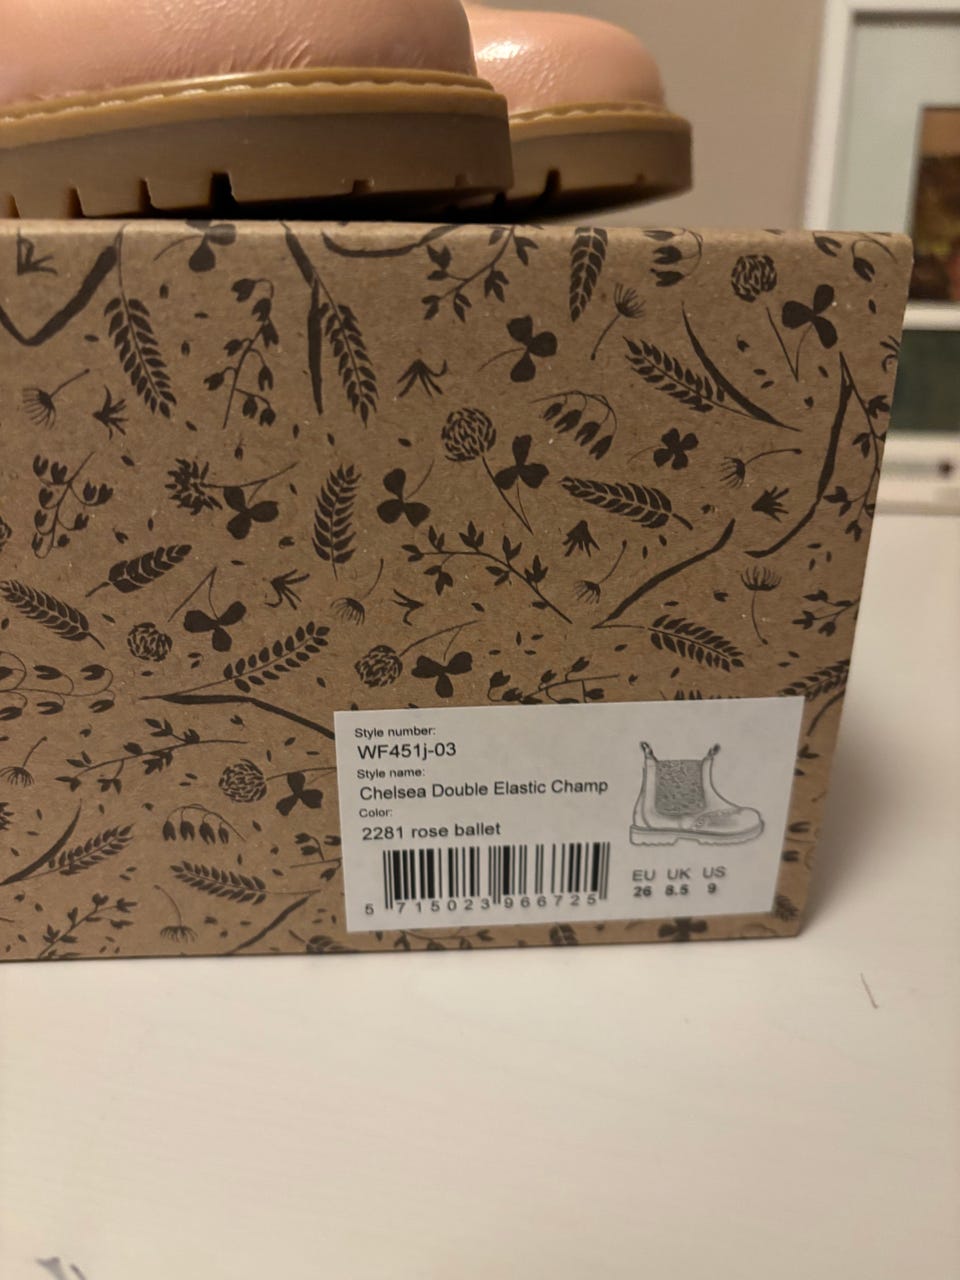 Style number:
WF451j-03
Style name:
Chelsea Double Elastic Champ
Color:
2281 rose ballet
5 715023 966725
EU UK US
26 8.5 9